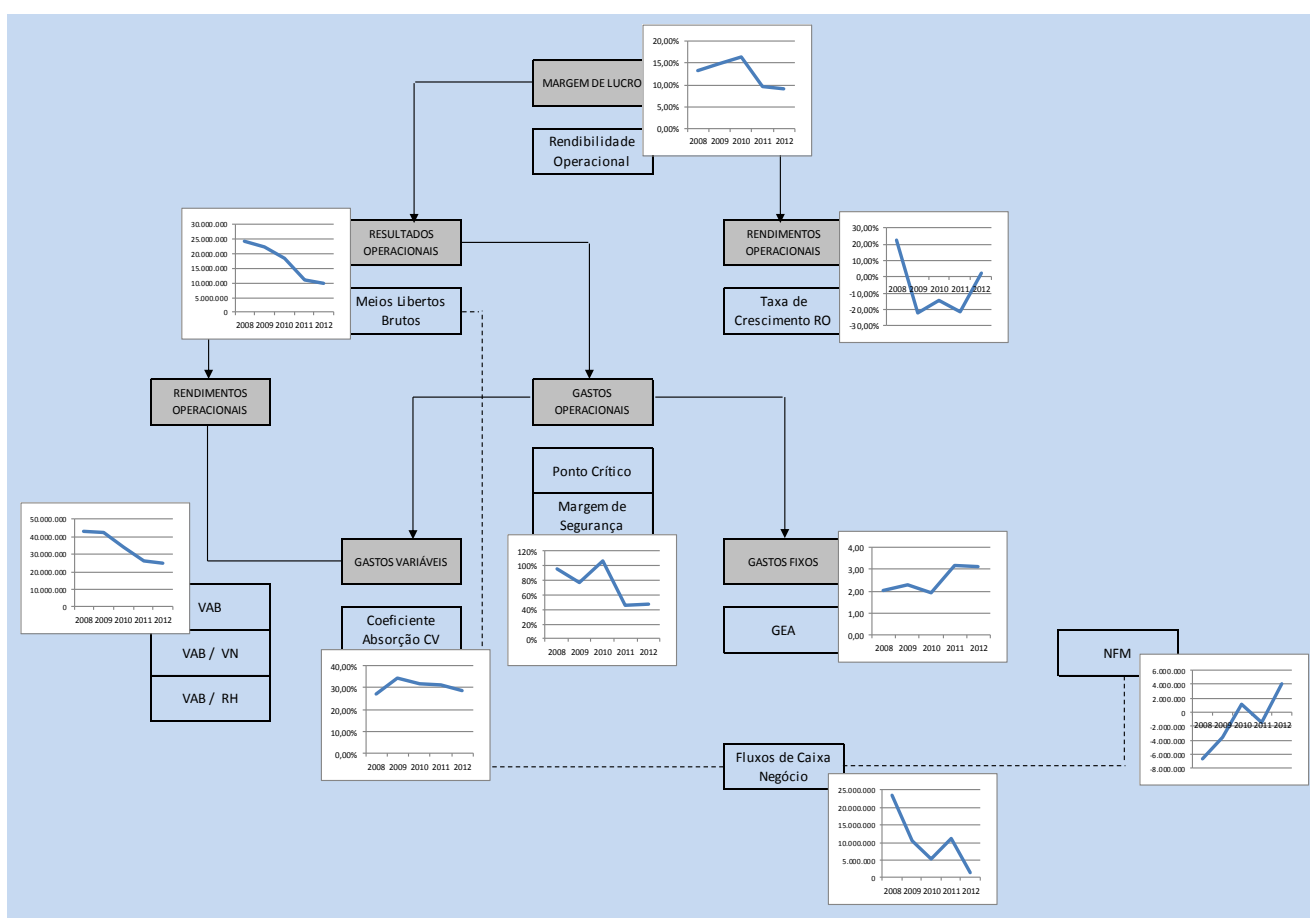 20,00%
15,00%
10,00%
5,00%
0,00%
2008 2009 2010 2011 2012
MARGEM DE LUCRO
Rendibilidade
Operacional
30.000.000
25.000.000
20.000.000
15.000.000
10.000.000
5.000.000
0
2008 2009 2010 2011 2012
RESULTADOS
OPERACIONAIS
Meios Libertos
Brutos
RENDIMENTOS
OPERACIONAIS
Taxa de
Crescimento RO
30,00%
20,00%
10,00%
0,00%
-10,00%
-20,00%
-30,00%
2008 2009 2010 2011 2012
RENDIMENTOS
OPERACIONAIS
GASTOS
OPERACIONAIS
Ponto Crítico
Margem de
Segurança
120%
100%
80%
60%
40%
20%
0%
2008 2009 2010 2011 2012
50.000.000
40.000.000
30.000.000
20.000.000
10.000.000
0
2008 2009 2010 2011 2012
VAB
VAB / VN
VAB / RH
GASTOS VARIÁVEIS
Coeficiente
Absorção CV
40,00%
30,00%
20,00%
10,00%
0,00%
2008 2009 2010 2011 2012
GASTOS FIXOS
GEA
4,00
3,00
2,00
1,00
0,00
2008 2009 2010 2011 2012
NFM
6.000.000
4.000.000
2.000.000
0
-2.000.000
-4.000.000
-6.000.000
-8.000.000
2008 2009 2010 2011 2012
Fluxos de Caixa
Negócio
25.000.000
20.000.000
15.000.000
10.000.000
5.000.000
0
2008 2009 2010 2011 2012